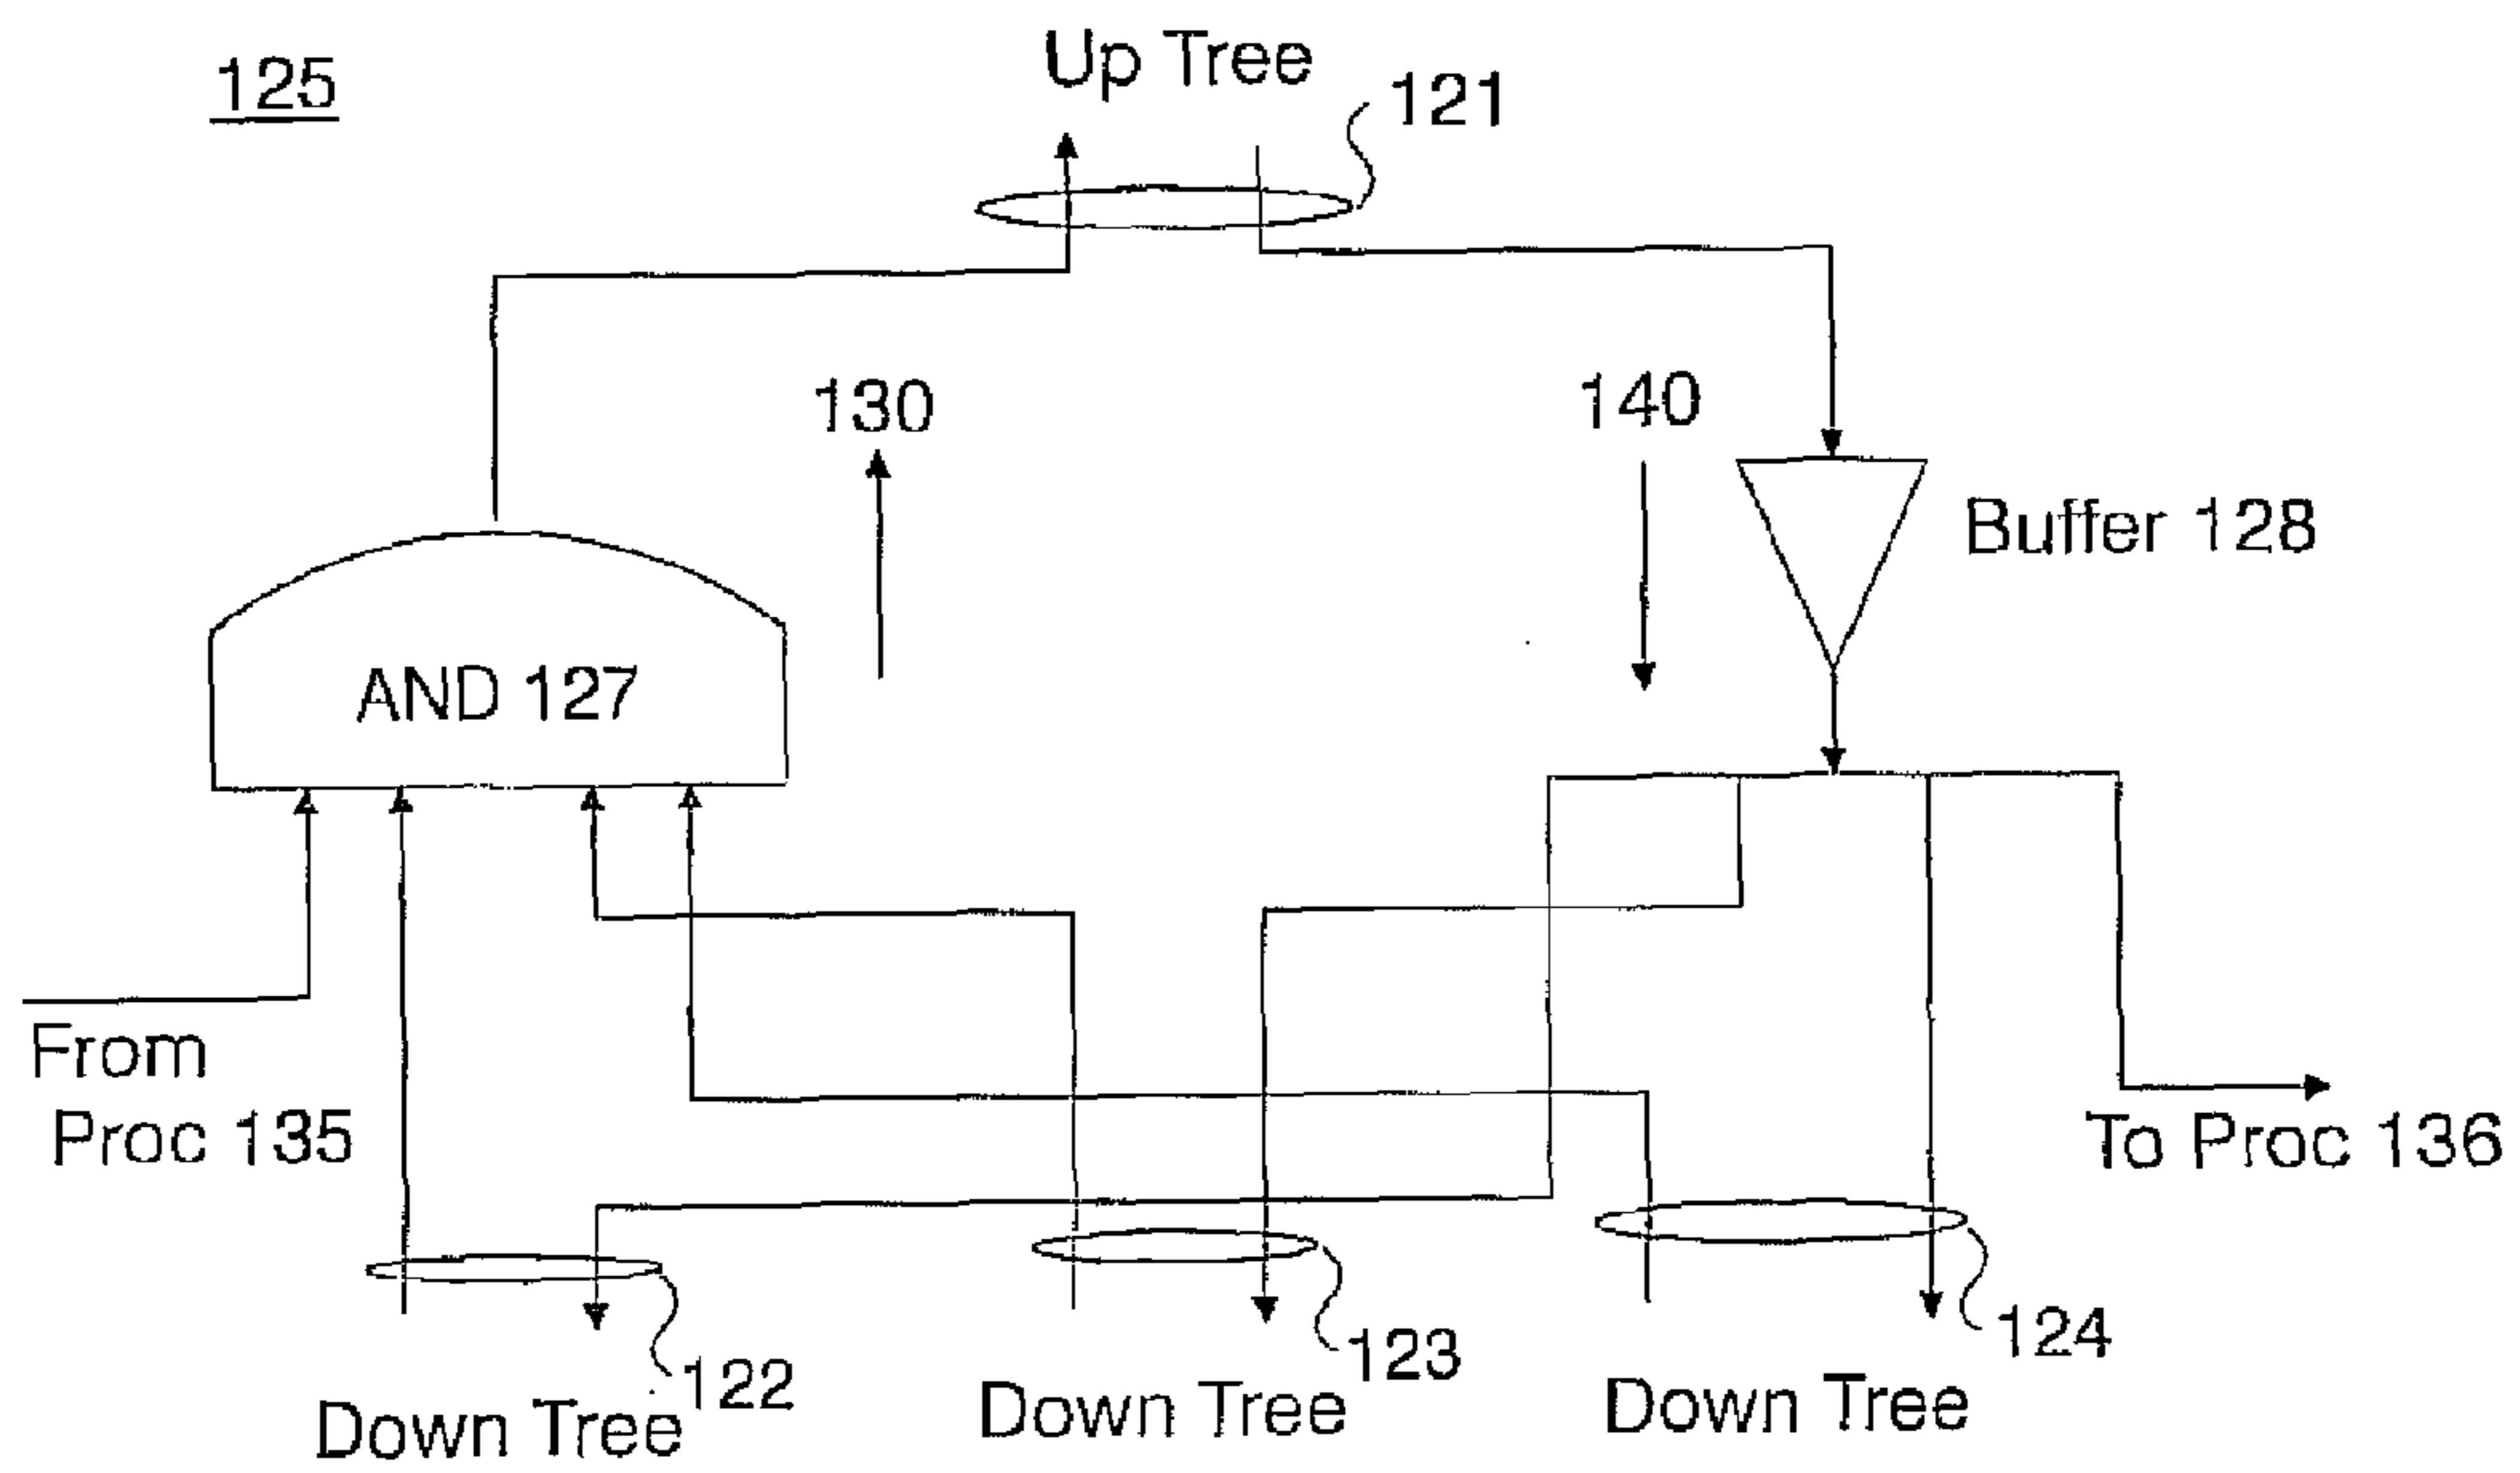 125
Up Tree
121
130
140
Buffer 128
AND 127
From
Proc 135
To Proc 136
122
123
124
Down Tree
Down Tree
Down Tree